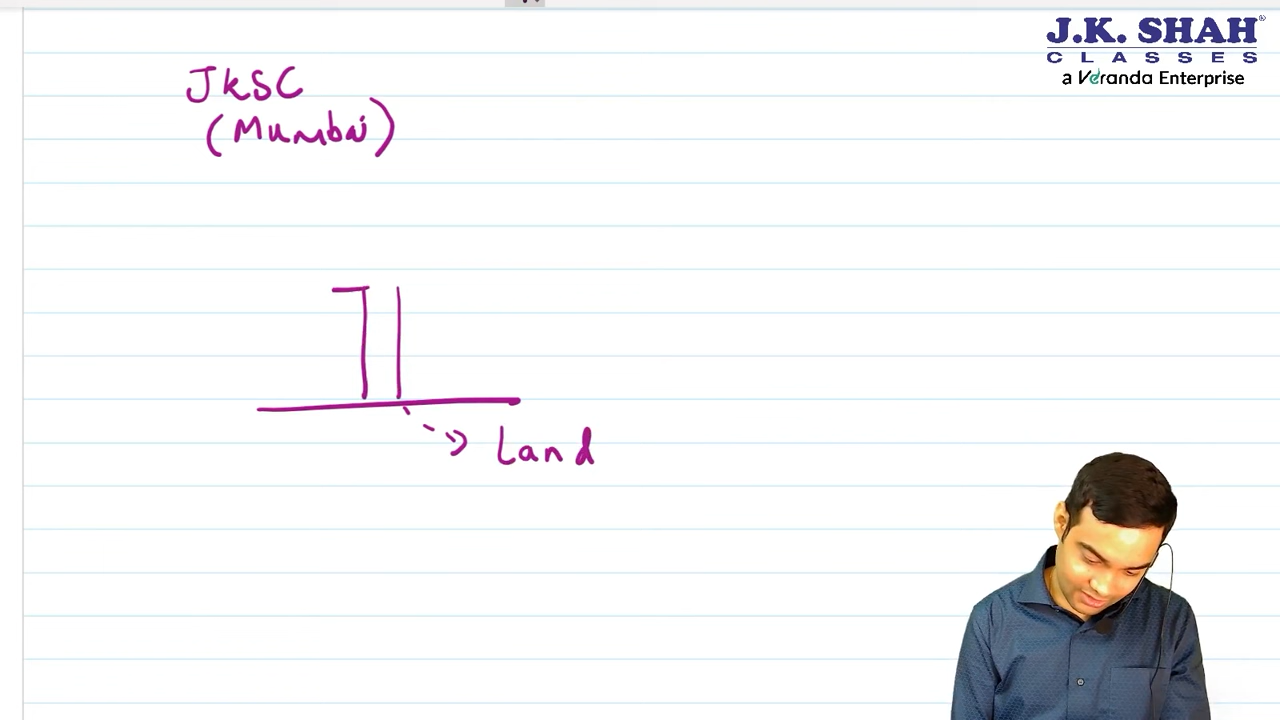 J.K. SHAH®
CLASSES
a Veranda Enterprise
JKSC
(Mumbai)
Land